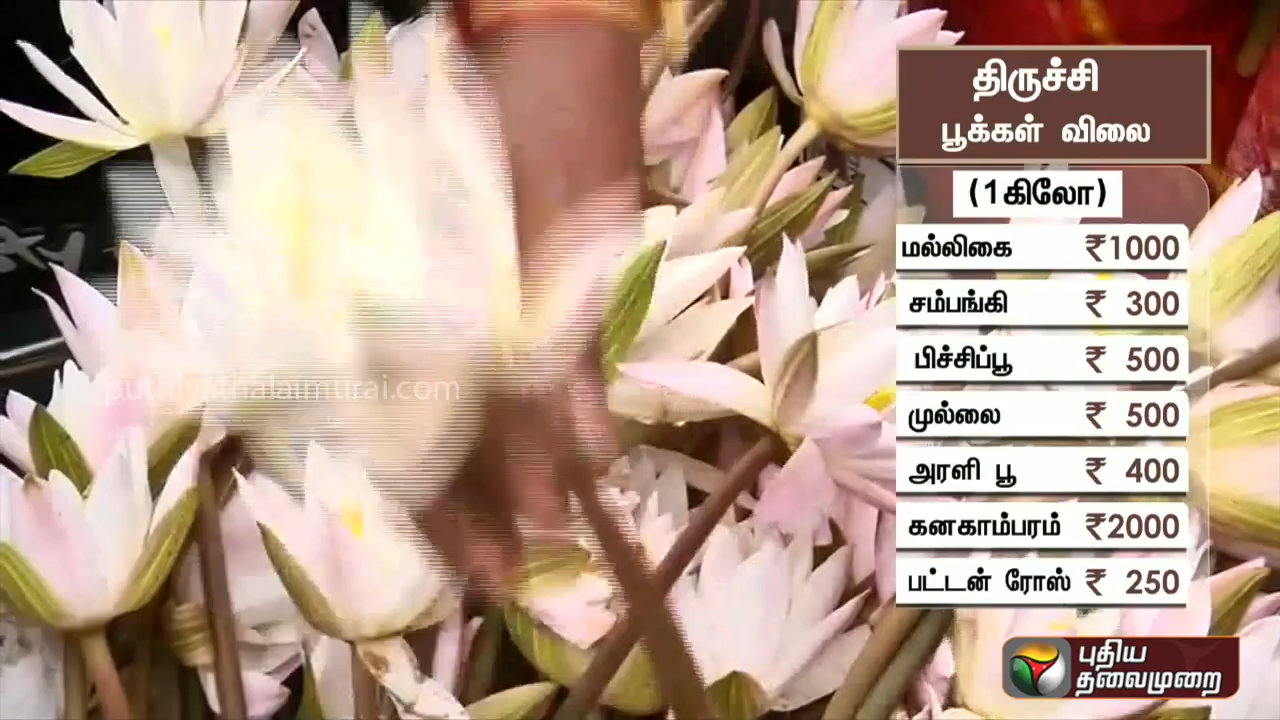 திருச்சி
பூக்கள் விலை
(1கிலோ)
மல்லிகை ₹1000
சம்பங்கி ₹ 300
பிச்சிப்பூ ₹ 500
முல்லை ₹ 500
அரளி பூ ₹ 400
கனகாம்பரம் ₹2000
பட்டன் ரோஸ் ₹ 250
puthiyathalaimurai.com
புதிய
தலைமுறை